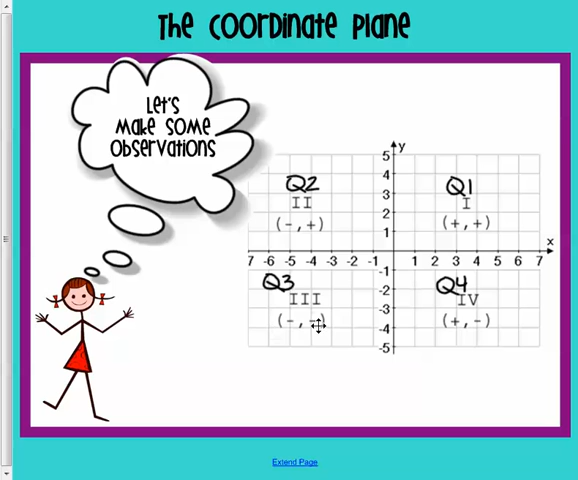 The Coordinate Plane
Let's
Make Some
Observations
y
5
4
Q2 3 Q1
II I
2
(-,+) (+,+)
1
x
7 -6 -5 -4 -3 -2 -1 1 2 3 4 5 6 7
-1
Q3 Q4
-2
III IV
-3
(-,-) (+,-)
-4
-5
Extend Page